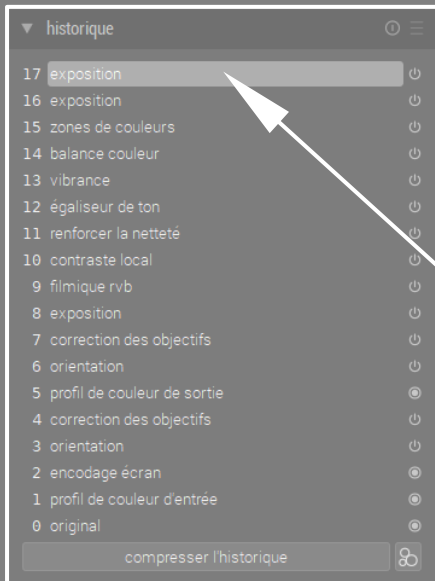 historique
17 exposition
16 exposition
15 zones de couleurs
14 balance couleur
13 vibrance
12 égaliseur de ton
11 renforcer la netteté
10 contraste local
9 filmique rvb
8 exposition
7 correction des objectifs
6 orientation
5 profil de couleur de sortie
4 correction des objectifs
3 orientation
2 encodage écran
1 profil de couleur d'entrée
0 original
compresser l'historique